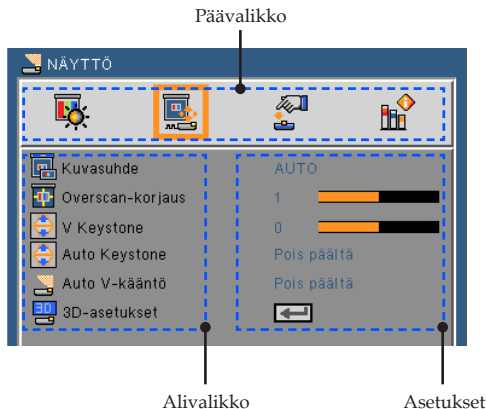 Päävalikko
NÄYTTÖ
Kuvasuhde AUTO
Overscan-korjaus 1
V Keystone 0
Auto Keystone Pois päältä
Auto V-kääntö Pois päältä
3D 3D-asetukset
Alivalikko Asetukset